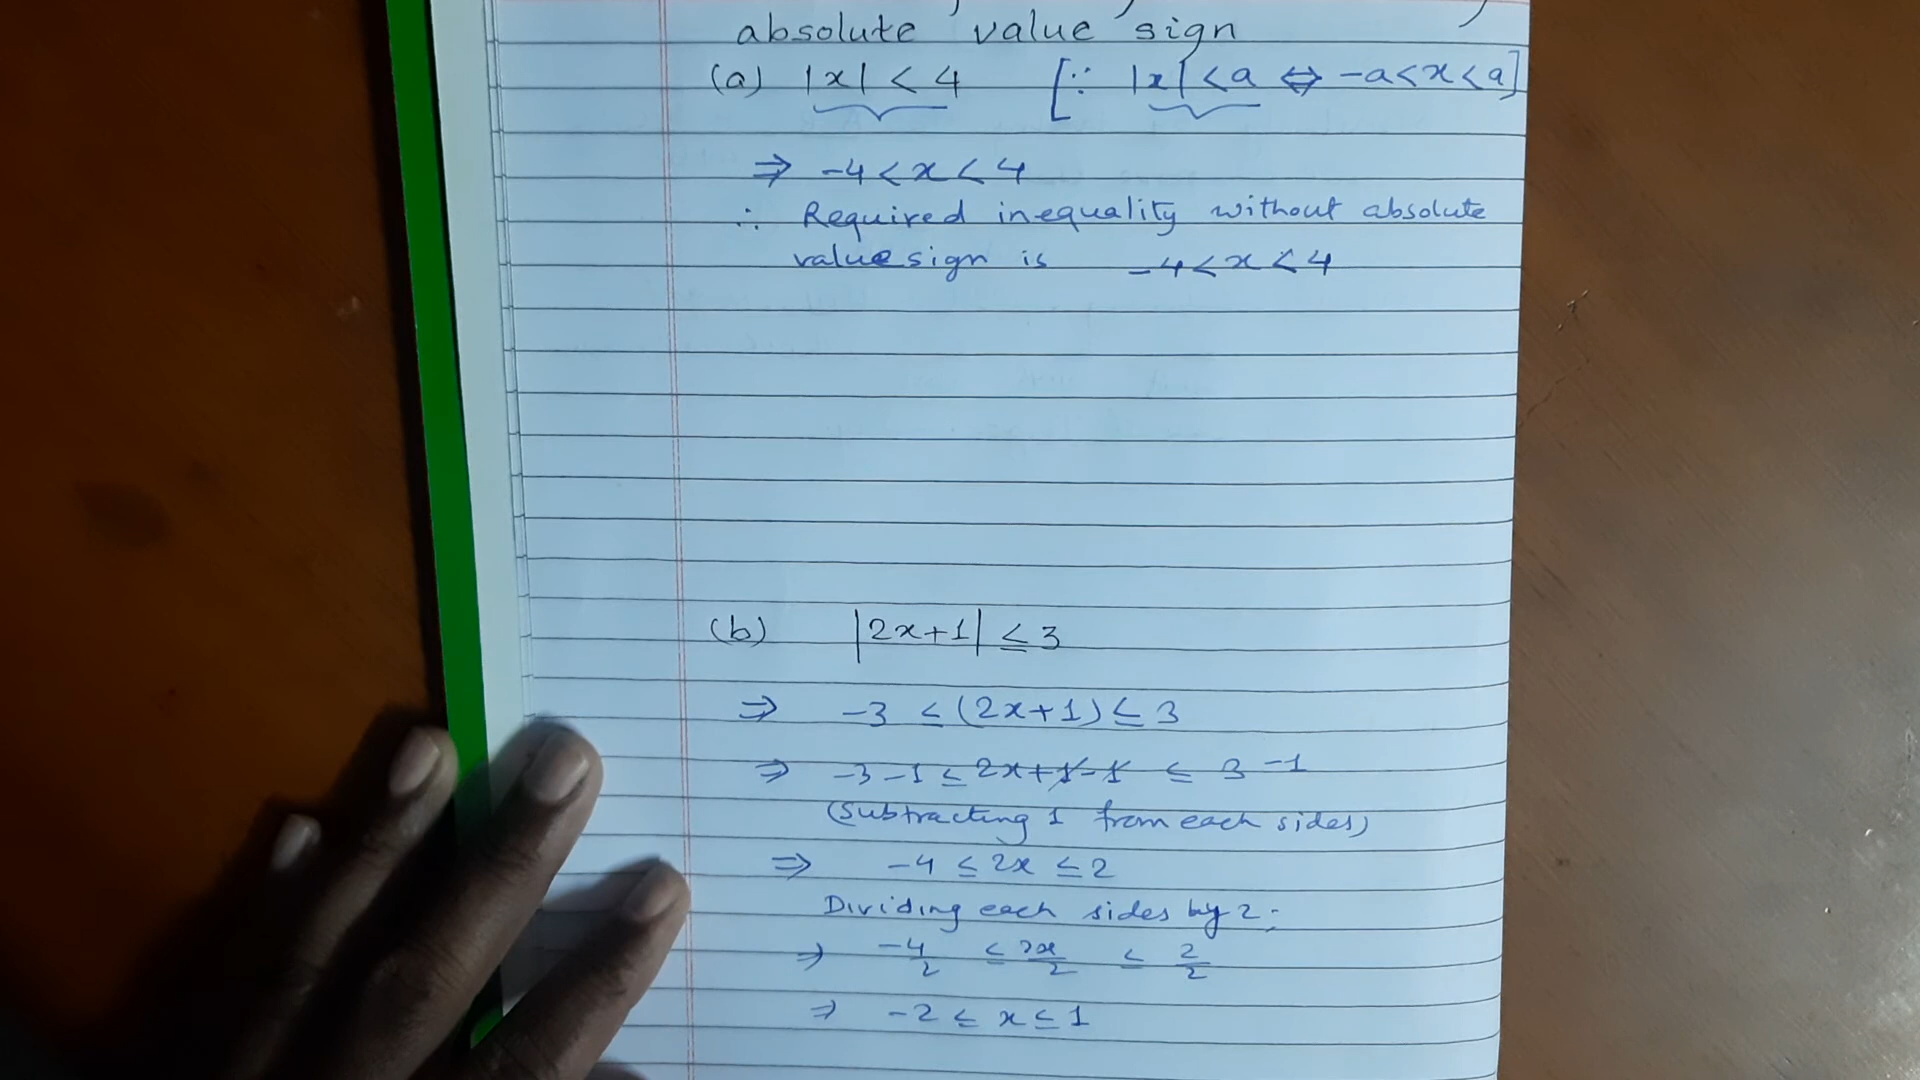 absolute value sign
(a) |x| < 4 [∵ |x| < a ⇔ -a<x<a]
⇒ -4 < x < 4
∴ Required inequality without absolute
value sign is -4 < x < 4
(b) |2x+1| ≤ 3
⇒ -3 ≤ (2x+1) ≤ 3
⇒ -3-1 ≤ 2x+1-1 ≤ 3-1
(Subtracting 1 from each sides)
⇒ -4 ≤ 2x ≤ 2
Dividing each sides by 2;
⇒ -4/2 ≤ 2x/2 ≤ 2/2
⇒ -2 ≤ x ≤ 1